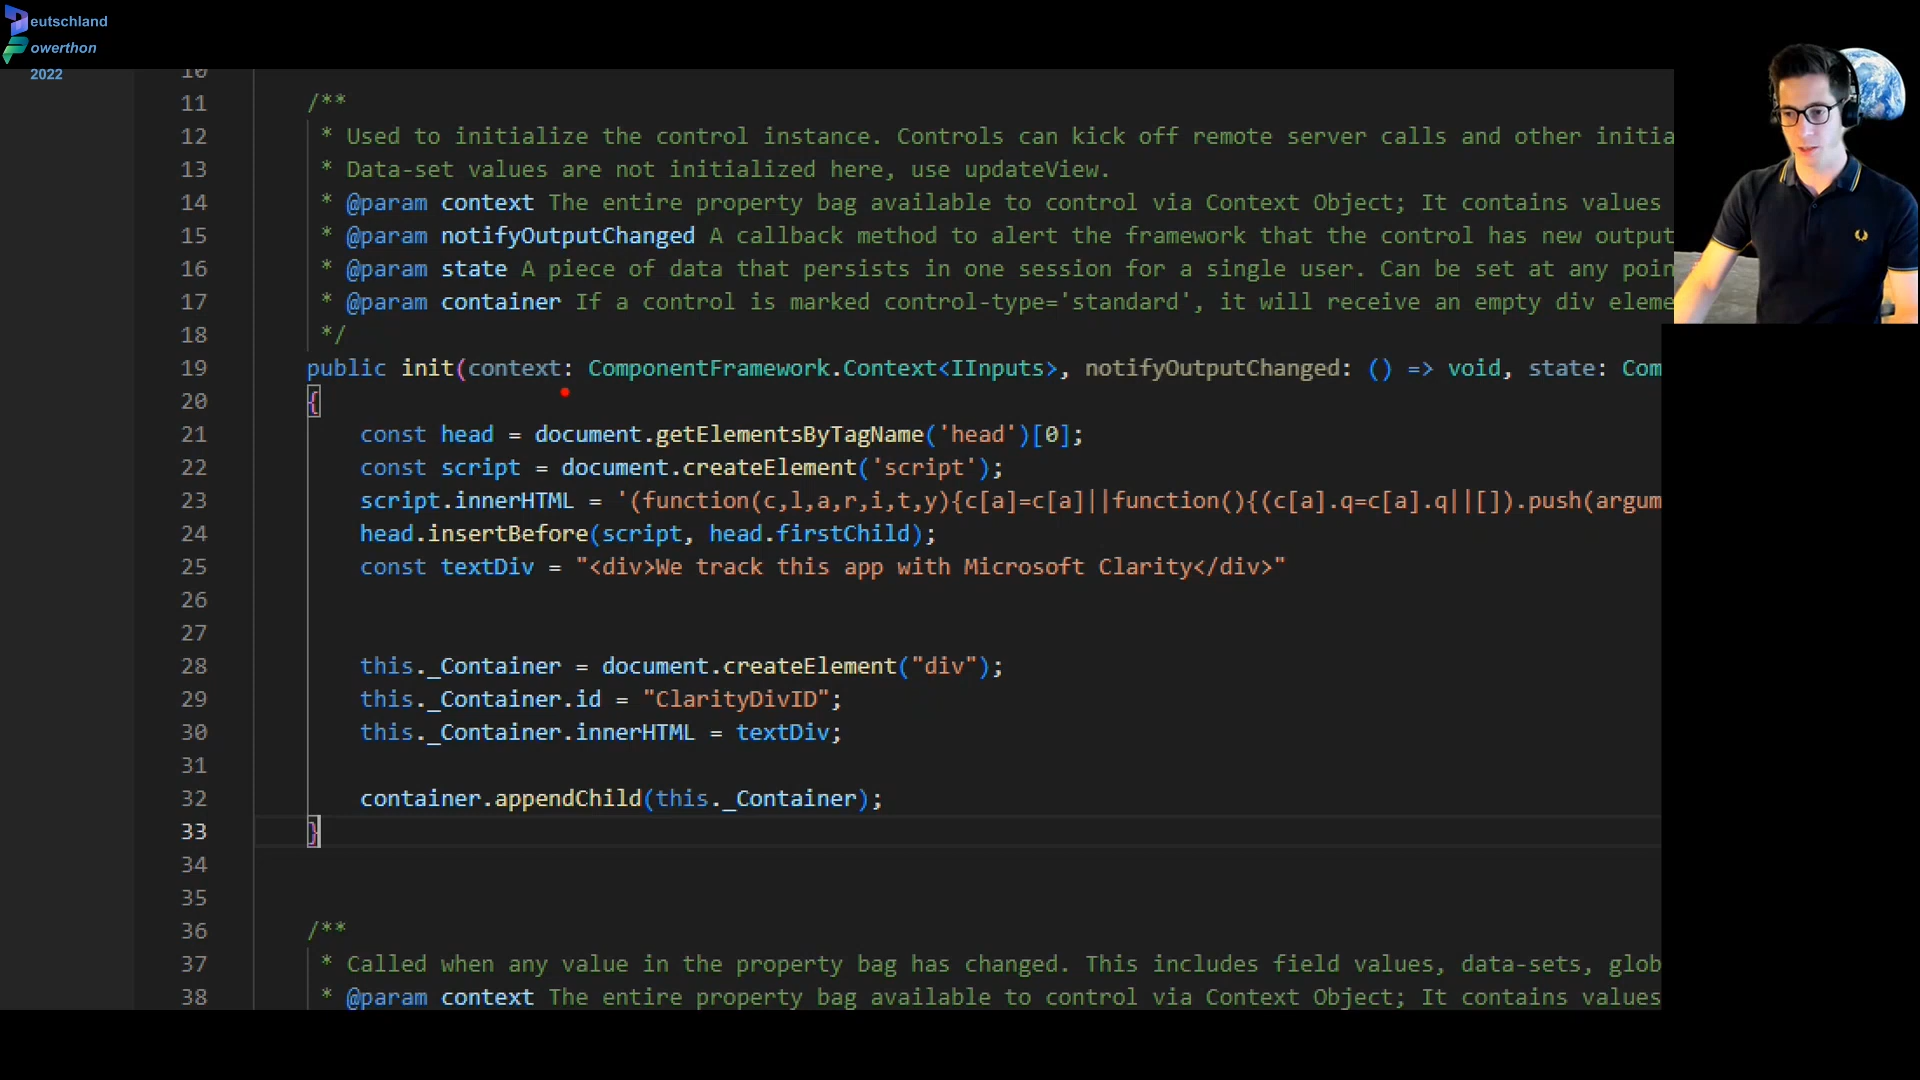 Deutschland
Powerthon
2022
10
11 /**
12 * Used to initialize the control instance. Controls can kick off remote server calls and other initia
13 * Data-set values are not initialized here, use updateView.
14 * @param context The entire property bag available to control via Context Object; It contains values
15 * @param notifyOutputChanged A callback method to alert the framework that the control has new output
16 * @param state A piece of data that persists in one session for a single user. Can be set at any poin
17 * @param container If a control is marked control-type='standard', it will receive an empty div eleme
18 */
19 public init(context: ComponentFramework.Context<IInputs>, notifyOutputChanged: () => void, state: Com
20 {
21 const head = document.getElementsByTagName('head')[0];
22 const script = document.createElement('script');
23 script.innerHTML = '(function(c,l,a,r,i,t,y){c[a]=c[a]||function(){(c[a].q=c[a].q||[]).push(argum
24 head.insertBefore(script, head.firstChild);
25 const textDiv = "<div>We track this app with Microsoft Clarity</div>"
26
27
28 this._Container = document.createElement("div");
29 this._Container.id = "ClarityDivID";
30 this._Container.innerHTML = textDiv;
31
32 container.appendChild(this._Container);
33 }
34
35
36 /**
37 * Called when any value in the property bag has changed. This includes field values, data-sets, glob
38 * @param context The entire property bag available to control via Context Object; It contains values